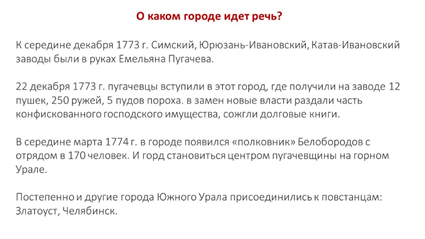 О каком городе идет речь?
К середине декабря 1773 г. Симский, Юрюзань-Ивановский, Катав-Ивановский
заводы были в руках Емельяна Пугачева.
22 декабря 1773 г. пугачевцы вступили в этот город, где получили на заводе 12
пушек, 250 ружей, 5 пудов пороха. в замен новые власти раздали часть
конфискованного господского имущества, сожгли долговые книги.
В середине марта 1774 г. в городе появился «полковник» Белобородов с
отрядом в 170 человек. И горд становиться центром пугачевщины на горном
Урале.
Постепенно и другие города Южного Урала присоединились к повстанцам:
Златоуст, Челябинск.